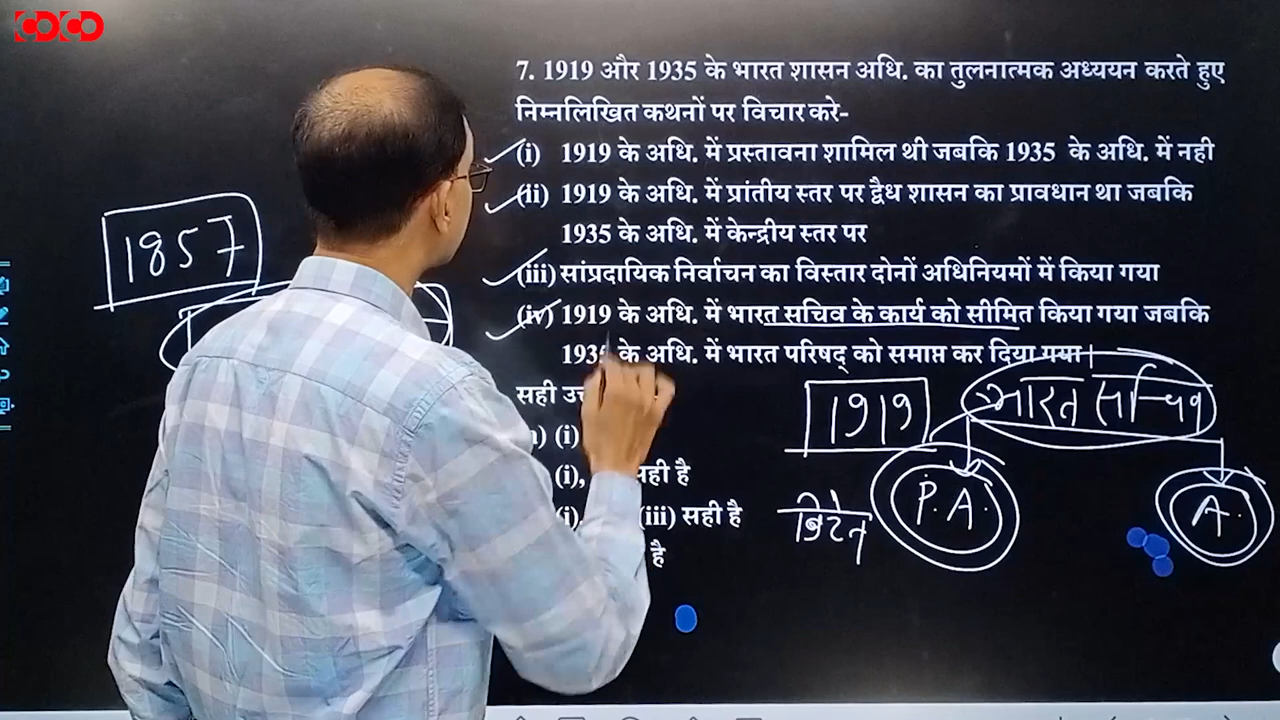 COCO
7. 1919 और 1935 के भारत शासन अधि. का तुलनात्मक अध्ययन करते हुए
निम्नलिखित कथनों पर विचार करे-
(i) 1919 के अधि. में प्रस्तावना शामिल थी जबकि 1935 के अधि. में नही
(ii) 1919 के अधि. में प्रांतीय स्तर पर द्वैध शासन का प्रावधान था जबकि
1935 के अधि. में केन्द्रीय स्तर पर
(iii) सांप्रदायिक निर्वाचन का विस्तार दोनों अधिनियमों में किया गया
(iv) 1919 के अधि. में भारत सचिव के कार्य को सीमित किया गया जबकि
1935 के अधि. में भारत परिषद् को समाप्त कर दिया गया।
सही
(i)
(i), सही है
(iii) सही है
है
1857
1919
भारत सचिव
P.A.
A.
ब्रिटेन